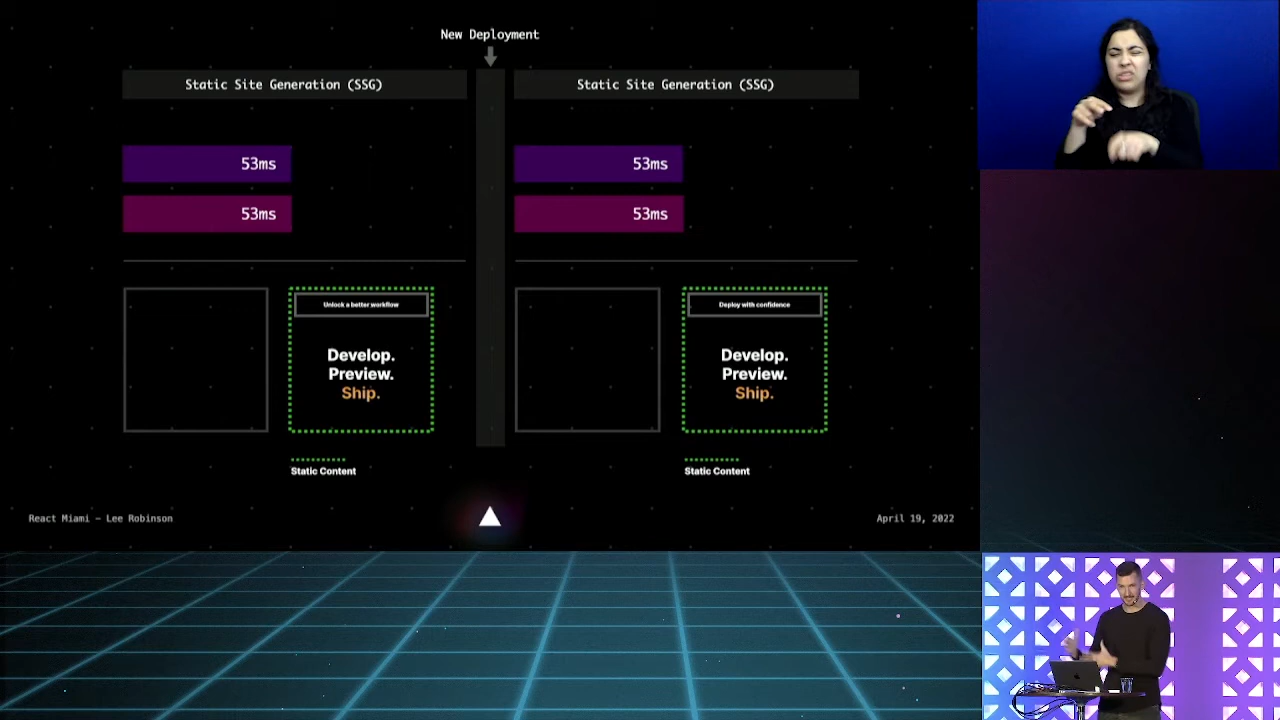 New Deployment
Static Site Generation (SSG)
Static Site Generation (SSG)
53ms
53ms
53ms
53ms
Unlock a better workflow
Deploy with confidence
Develop.
Preview.
Ship.
Develop.
Preview.
Ship.
Static Content
Static Content
React Miami – Lee Robinson
April 19, 2022